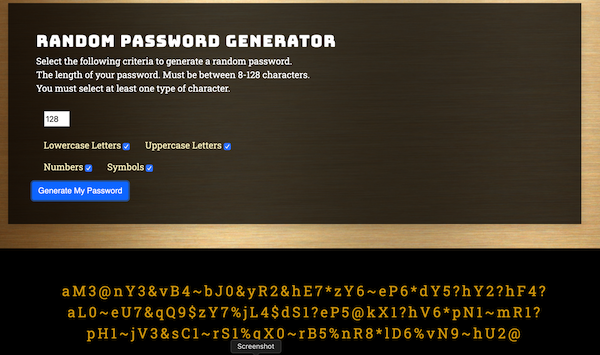 RANDOM PASSWORD GENERATOR
Select the following criteria to generate a random password.
The length of your password. Must be between 8-128 characters.
You must select at least one type of character.
128
Lowercase Letters Uppercase Letters
Numbers Symbols
Generate My Password
aM3@nY3&vB4~bJ0&yR2&hE7*zY6~eP6*dY5?hY2?hF4?
aL0~eU7&qQ9$zY7%jL4$dS1?eP5@kX1?hV6*pN1~mR1?
pH1~jV3&sC1~rS1%qX0~rB5%nR8*lD6%vN9~hU2@
Screenshot